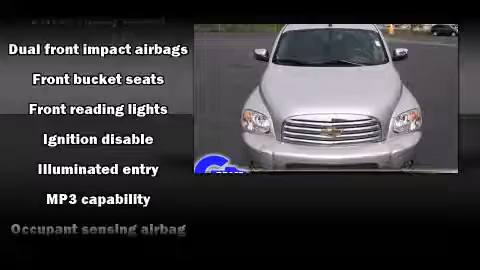 Dual front impact airbags
Front bucket seats
Front reading lights
Ignition disable
Illuminated entry
MP3 capability
Occupant sensing airbag